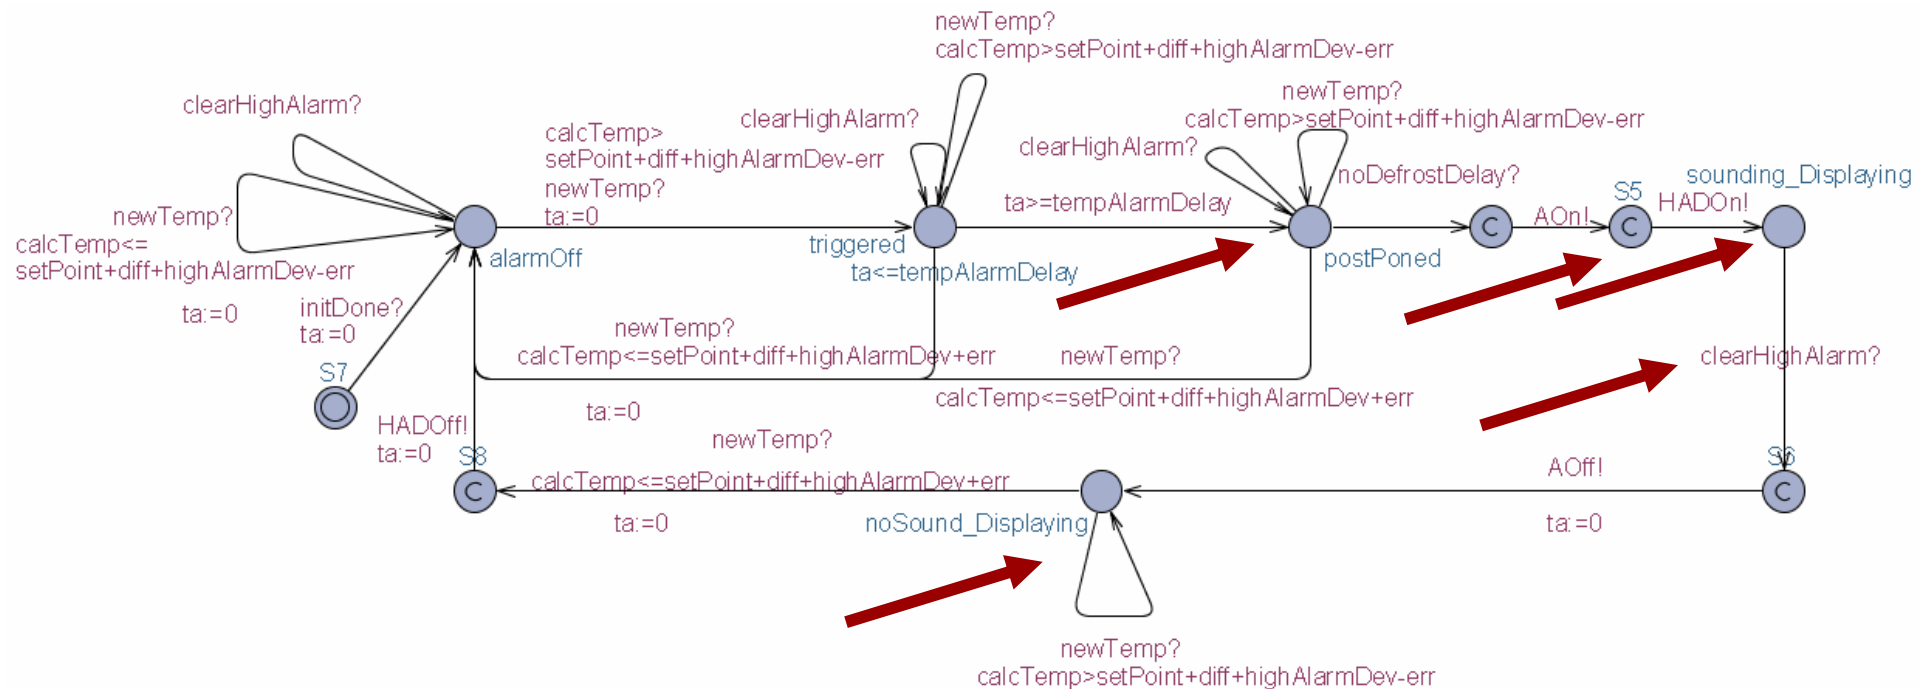 newTemp?
calcTemp>setPoint+diff+highAlarmDev-err
clearHighAlarm?
calcTemp>
setPoint+diff+highAlarmDev-err
newTemp?
ta:=0
clearHighAlarm?
newTemp?
calcTemp>setPoint+diff+highAlarmDev-err
clearHighAlarm?
noDefrostDelay?
sounding_Displaying
S5
HADOn!
AOn!
ta>=tempAlarmDelay
newTemp?
calcTemp<=
setPoint+diff+highAlarmDev-err
ta:=0
alarmOff
triggered
ta<=tempAlarmDelay
postPoned
C
C
initDone?
ta:=0
S7
newTemp?
calcTemp<=setPoint+diff+highAlarmDev+err
ta:=0
newTemp?
calcTemp<=setPoint+diff+highAlarmDev+err
clearHighAlarm?
HADOff!
ta:=0
S8
C
newTemp?
calcTemp<=setPoint+diff+highAlarmDev+err
ta:=0
noSound_Displaying
AOff!
ta:=0
S6
C
newTemp?
calcTemp>setPoint+diff+highAlarmDev-err